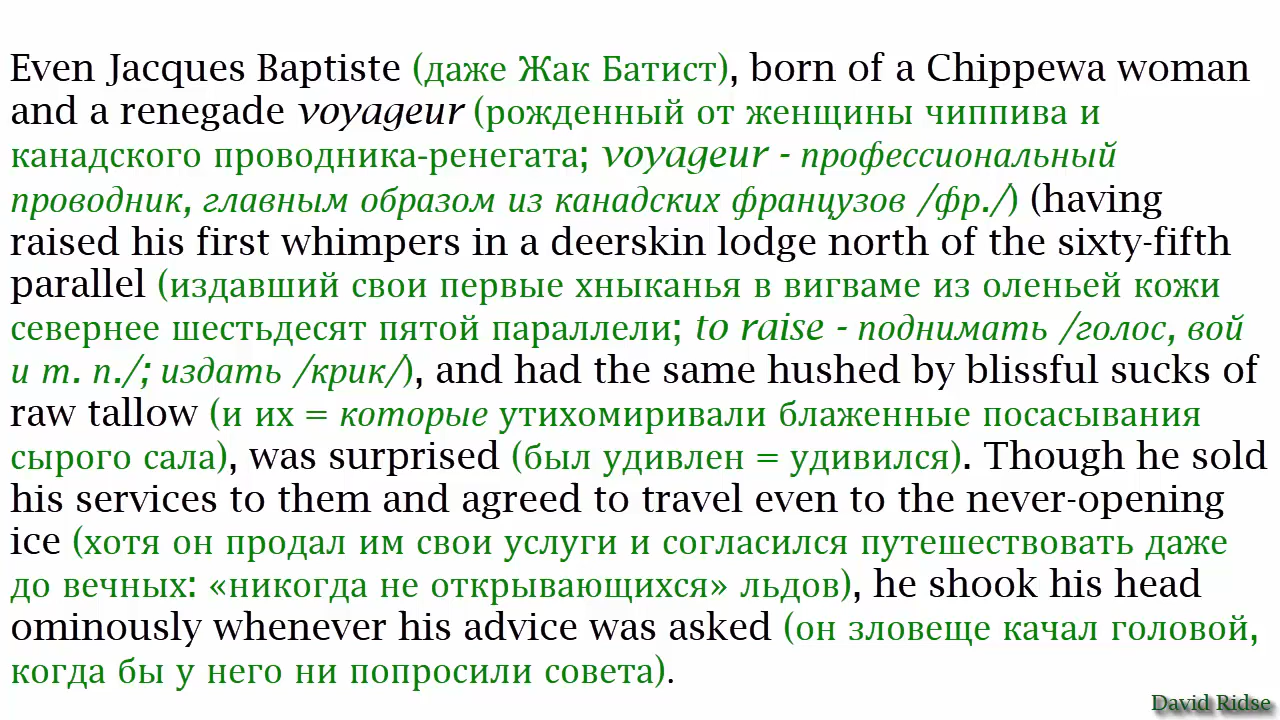 Even Jacques Baptiste (даже Жак Батист), born of a Chippewa woman
and a renegade voyageur (рожденный от женщины чиппива и
канадского проводника-ренегата; voyageur - профессиональный
проводник, главным образом из канадских французов /фр./) (having
raised his first whimpers in a deerskin lodge north of the sixty-fifth
parallel (издавший свои первые хныканья в вигваме из оленьей кожи
севернее шестьдесят пятой параллели; to raise - поднимать /голос, вой
и т. п./; издать /крик/), and had the same hushed by blissful sucks of
raw tallow (и их = которые утихомиривали блаженные посасывания
сырого сала), was surprised (был удивлен = удивился). Though he sold
his services to them and agreed to travel even to the never-opening
ice (хотя он продал им свои услуги и согласился путешествовать даже
до вечных: «никогда не открывающихся» льдов), he shook his head
ominously whenever his advice was asked (он зловеще качал головой,
когда бы у него ни попросили совета).
David Ridse